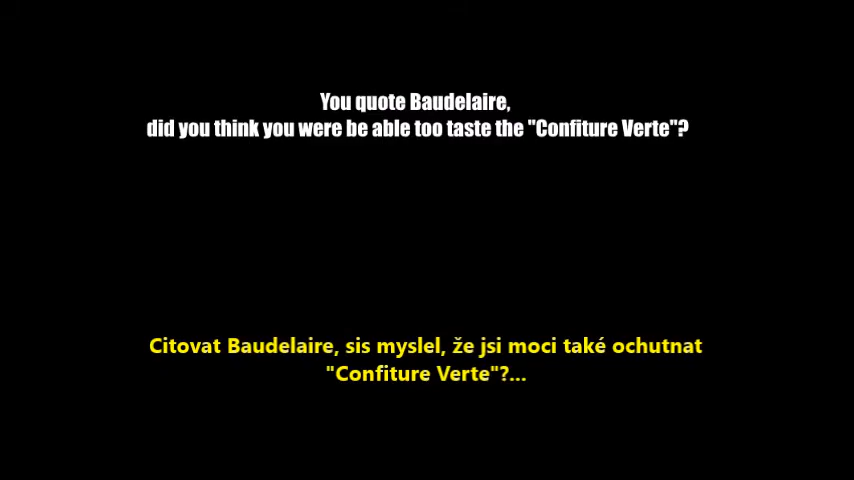 You quote Baudelaire,
did you think you were be able too taste the "Confiture Verte"?
Citovat Baudelaire, sis myslel, že jsi moci také ochutnat
"Confiture Verte"?...